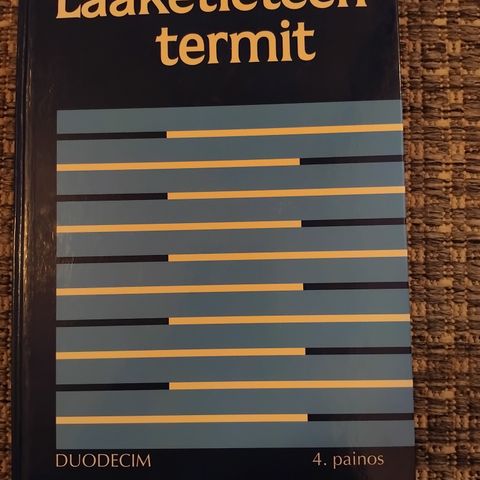 Lääketieteen
termit
DUODECIM
4. painos